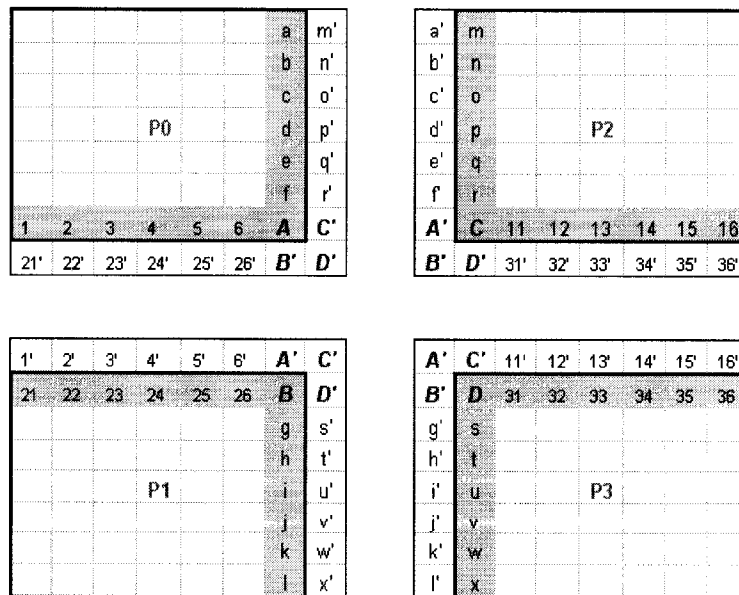 a m' a' m
b n' b' n
c o' c' o
P0 d p' d' p P2
e q' e' q
f r' f' r
1 2 3 4 5 6 A C' A' C 11 12 13 14 15 16
21' 22' 23' 24' 25' 26' B' D' B' D' 31' 32' 33' 34' 35' 36'
1' 2' 3' 4' 5' 6' A' C' A' C' 11' 12' 13' 14' 15' 16'
21 22 23 24 25 26 B D' B' D 31 32 33 34 35 36
g s' g' s
h t' h' t
P1 i u' i' u P3
j v' j' v
k w' k' w
l x' l' x